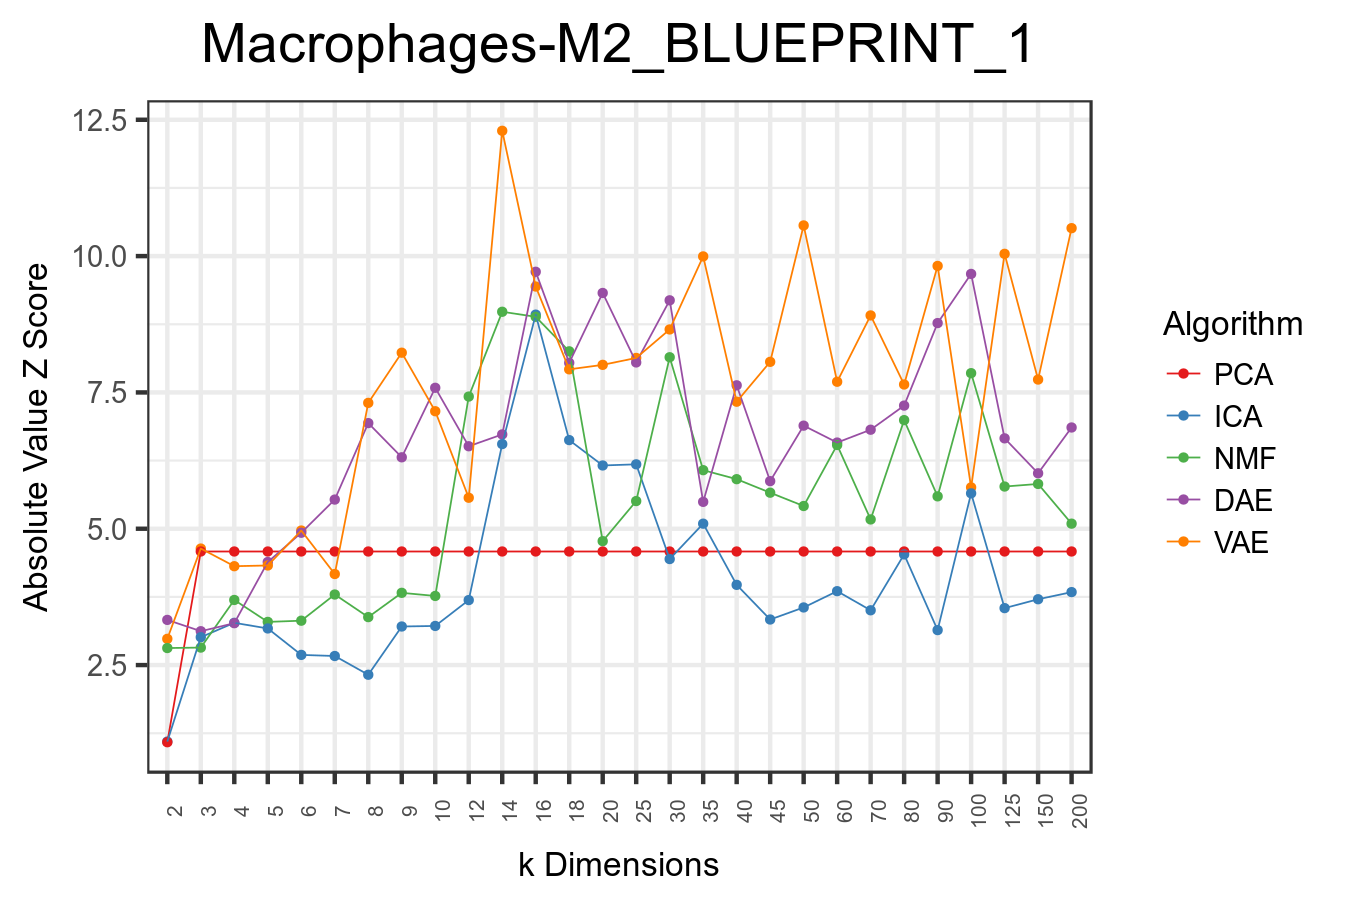 Macrophages-M2_BLUEPRINT_1
Absolute Value Z Score
12.5
10.0
7.5
5.0
2.5
2 3 4 5 6 7 8 9 10 12 14 16 18 20 25 30 35 40 45 50 60 70 80 90 100 125 150 200
k Dimensions
Algorithm
PCA
ICA
NMF
DAE
VAE